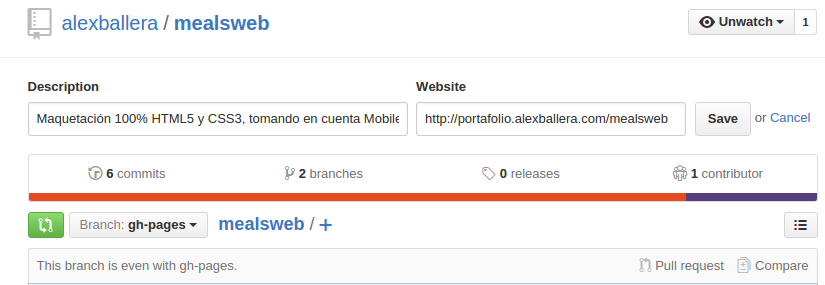 alexballera / mealsweb
Unwatch 1
Description Website
Maquetación 100% HTML5 y CSS3, tomando en cuenta Mobile http://portafolio.alexballera.com/mealsweb Save or Cancel
6 commits 2 branches 0 releases 1 contributor
Branch: gh-pages mealsweb / +
This branch is even with gh-pages. Pull request Compare